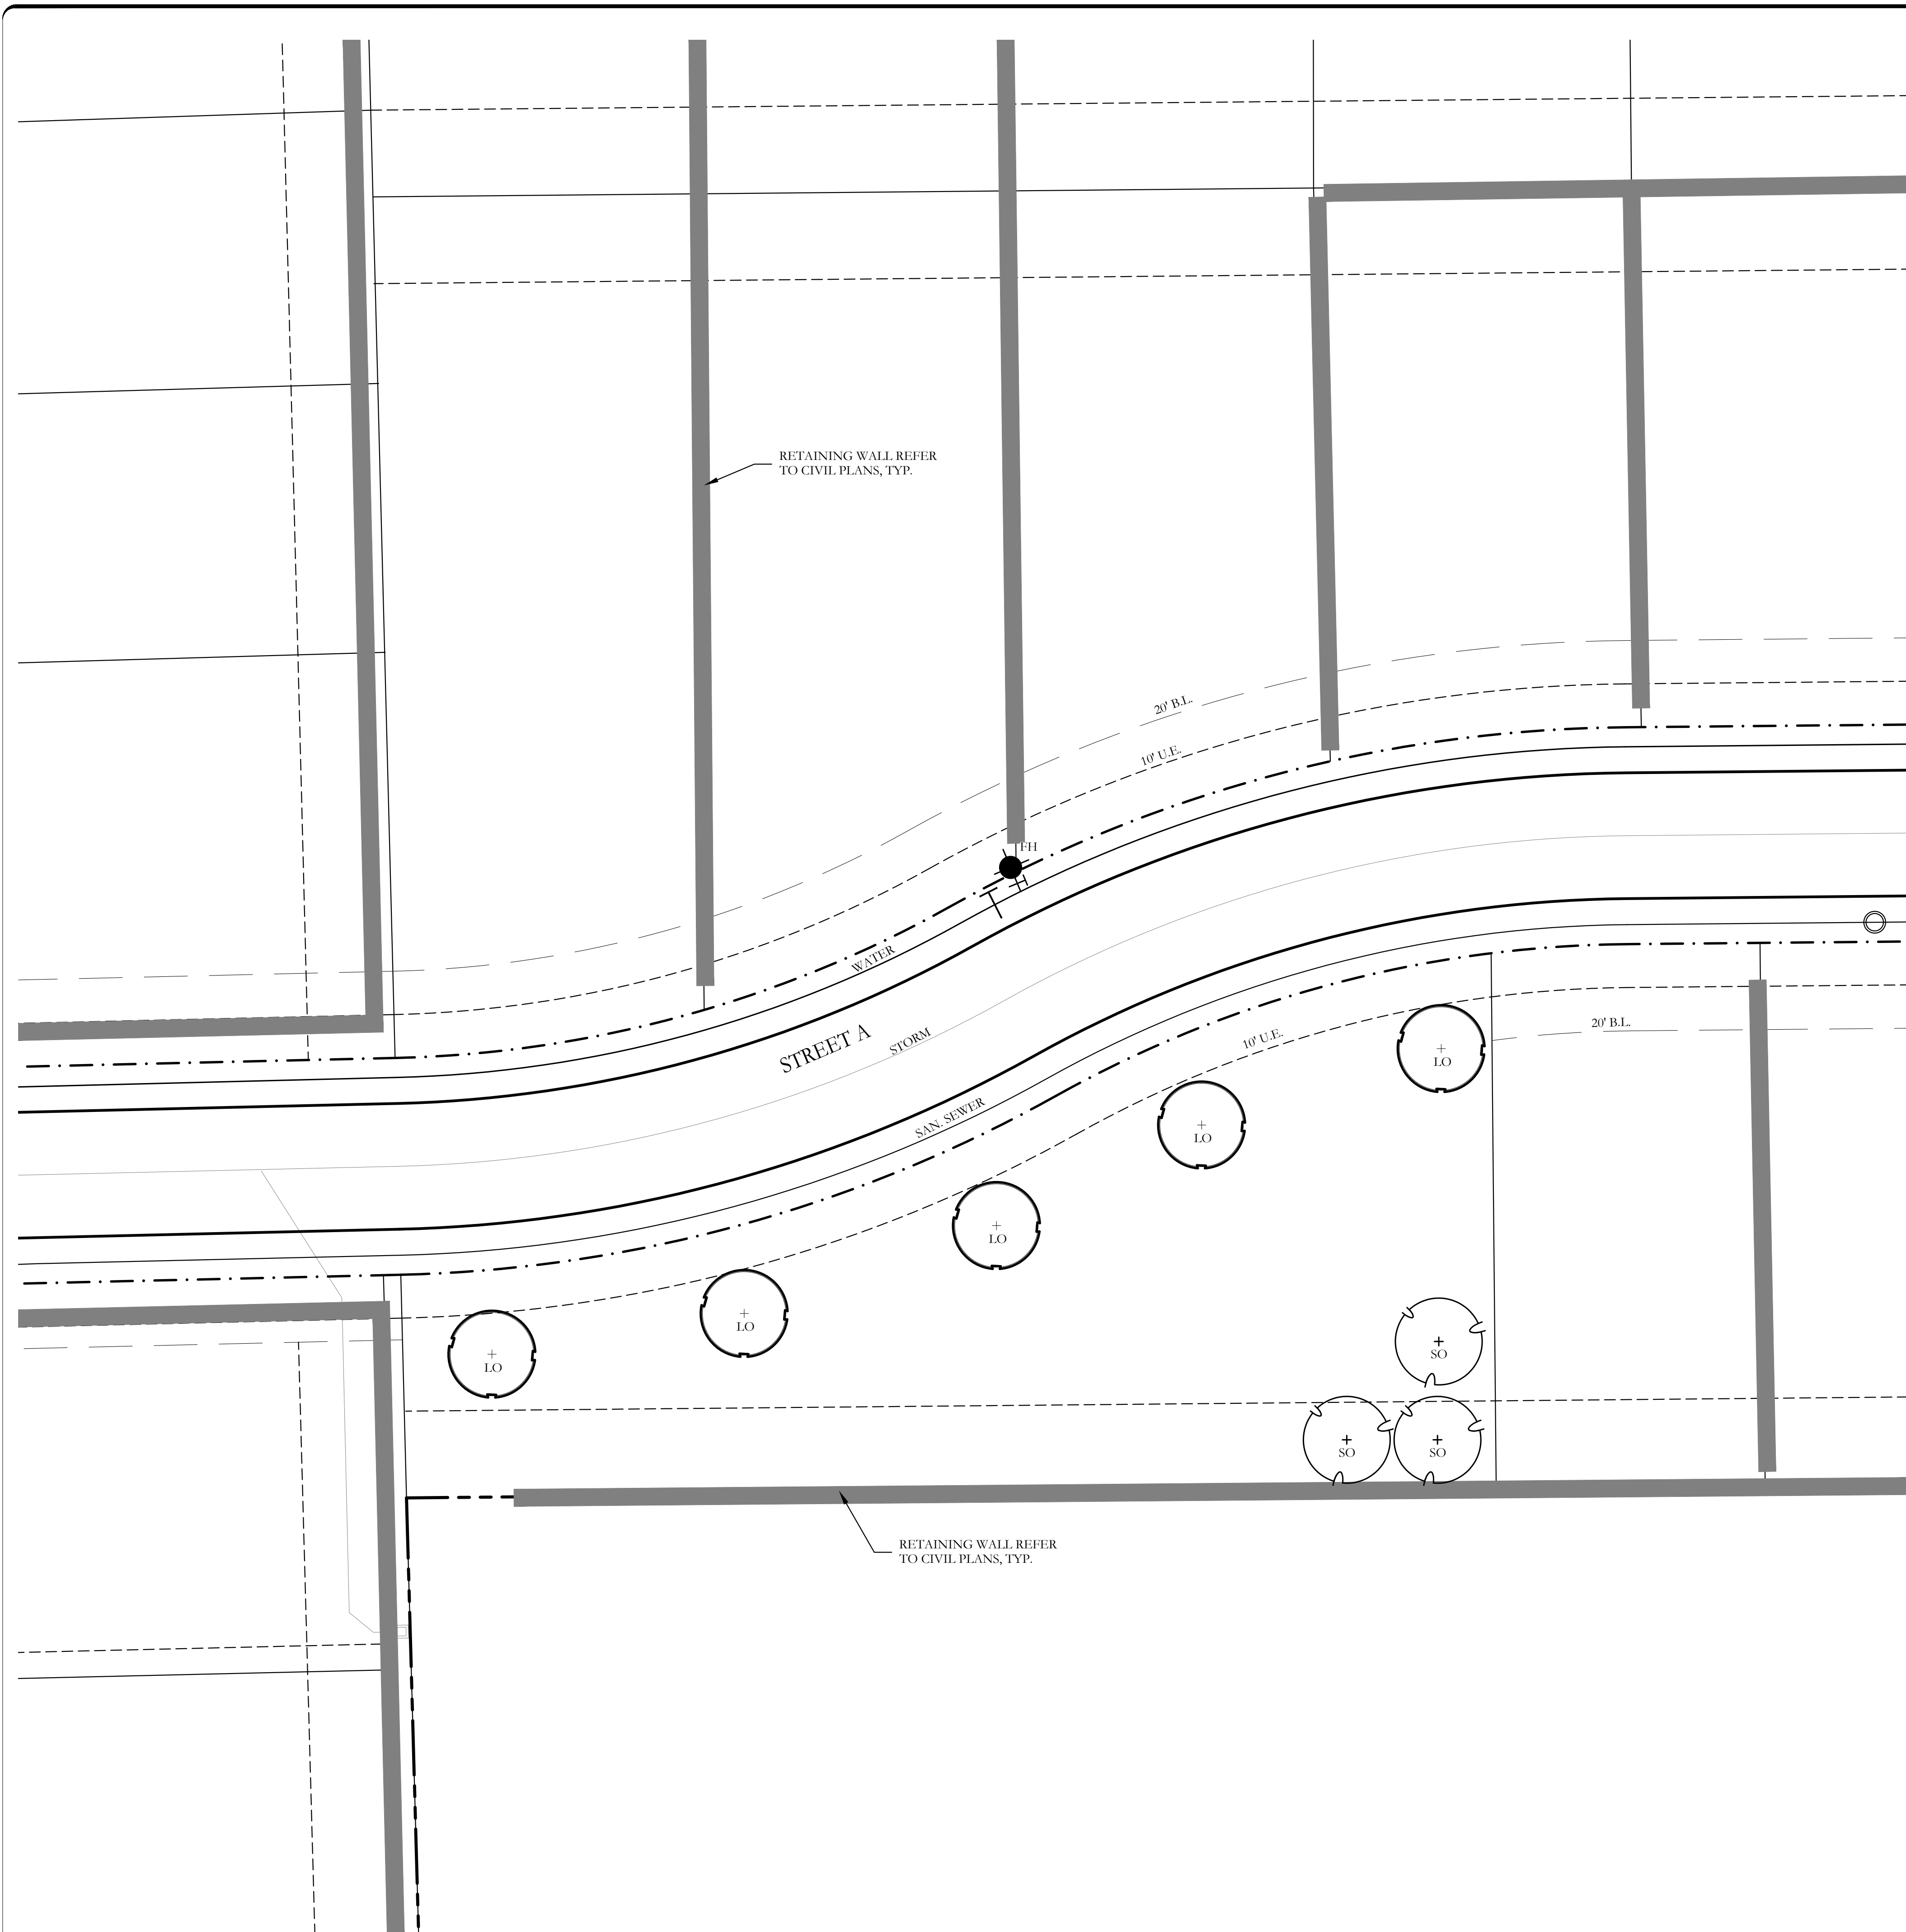 RETAINING WALL REFER
TO CIVIL PLANS, TYP.
20' B.L.
10' U.E.
FH
WATER
STREET A
STORM
SAN. SEWER
10' U.E.
20' B.L.
LO
LO
LO
LO
LO
SO
SO
SO
RETAINING WALL REFER
TO CIVIL PLANS, TYP.